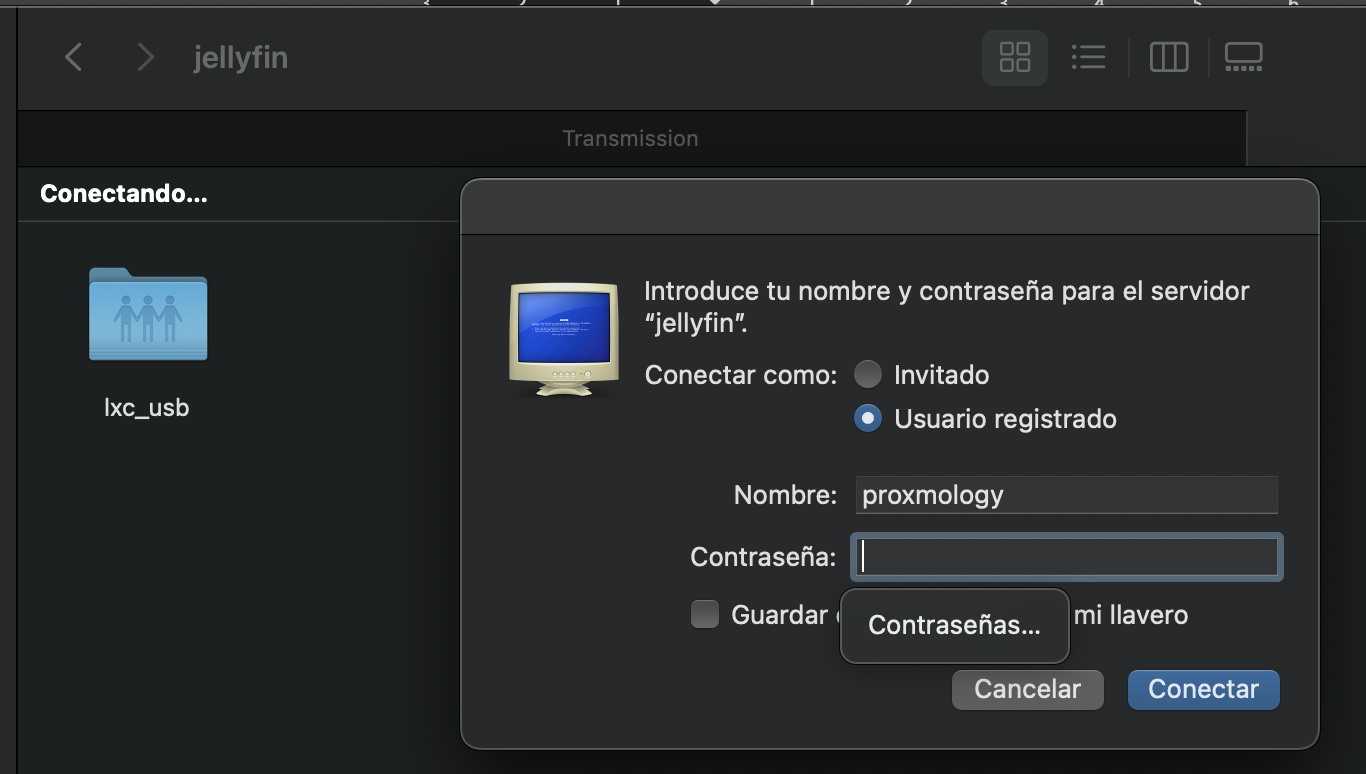 jellyfin
Transmission
Conectando...
lxc_usb
Introduce tu nombre y contraseña para el servidor
“jellyfin”.
Conectar como:
Invitado
Usuario registrado
Nombre:
proxmology
Contraseña:
Guardar
mi llavero
Contraseñas...
Cancelar
Conectar